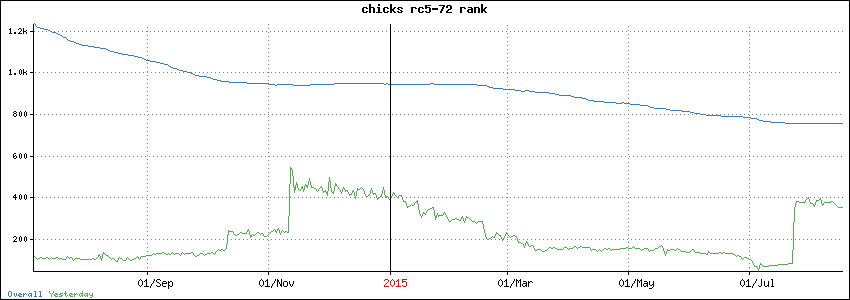 chicks rc5-72 rank
1.2k
1.0k
800
600
400
200
01/Sep 01/Nov 2015 01/Mar 01/May 01/Jul
Overall Yesterday